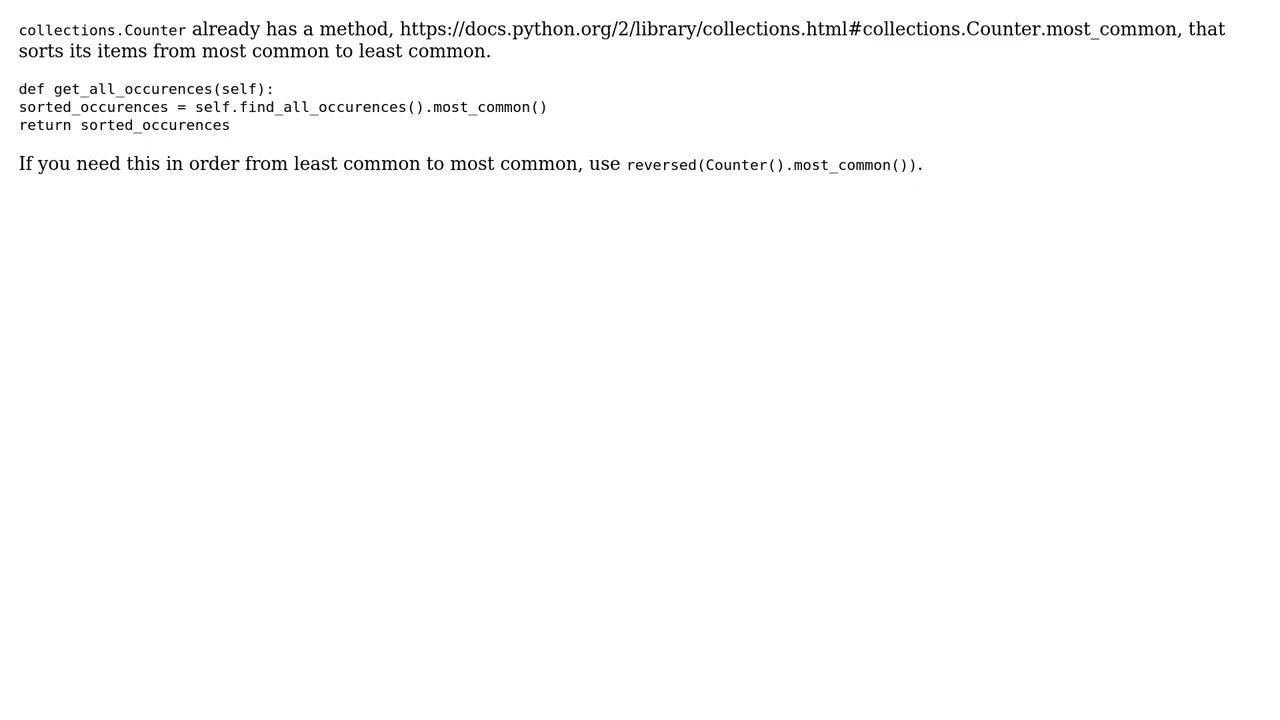 collections.Counter already has a method, https://docs.python.org/2/library/collections.html#collections.Counter.most_common, that
sorts its items from most common to least common.
def get_all_occurences(self):
sorted_occurences = self.find_all_occurences().most_common()
return sorted_occurences
If you need this in order from least common to most common, use reversed(Counter().most_common()).